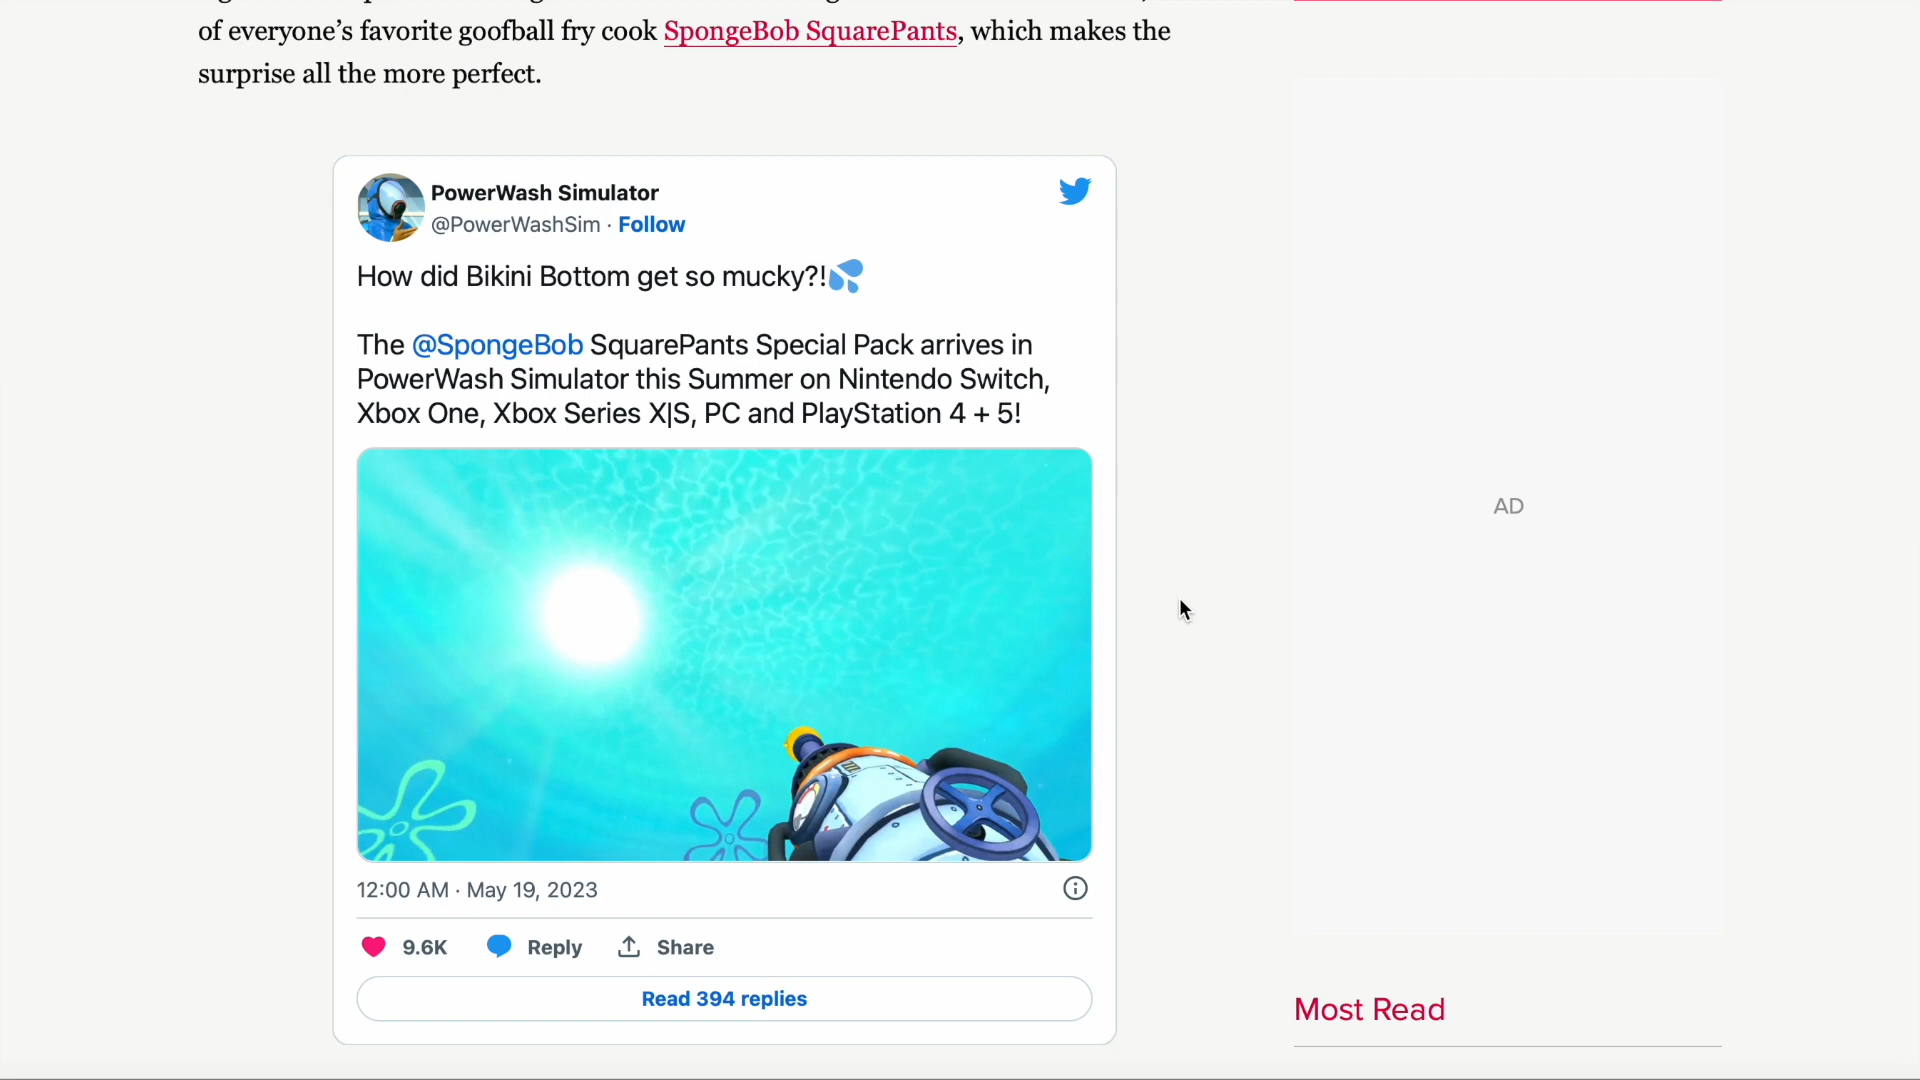 of everyone’s favorite goofball fry cook SpongeBob SquarePants, which makes the
surprise all the more perfect.
PowerWash Simulator
@PowerWashSim · Follow
How did Bikini Bottom get so mucky?!💦
The @SpongeBob SquarePants Special Pack arrives in
PowerWash Simulator this Summer on Nintendo Switch,
Xbox One, Xbox Series X|S, PC and PlayStation 4 + 5!
12:00 AM · May 19, 2023
9.6K Reply Share
Read 394 replies
AD
Most Read